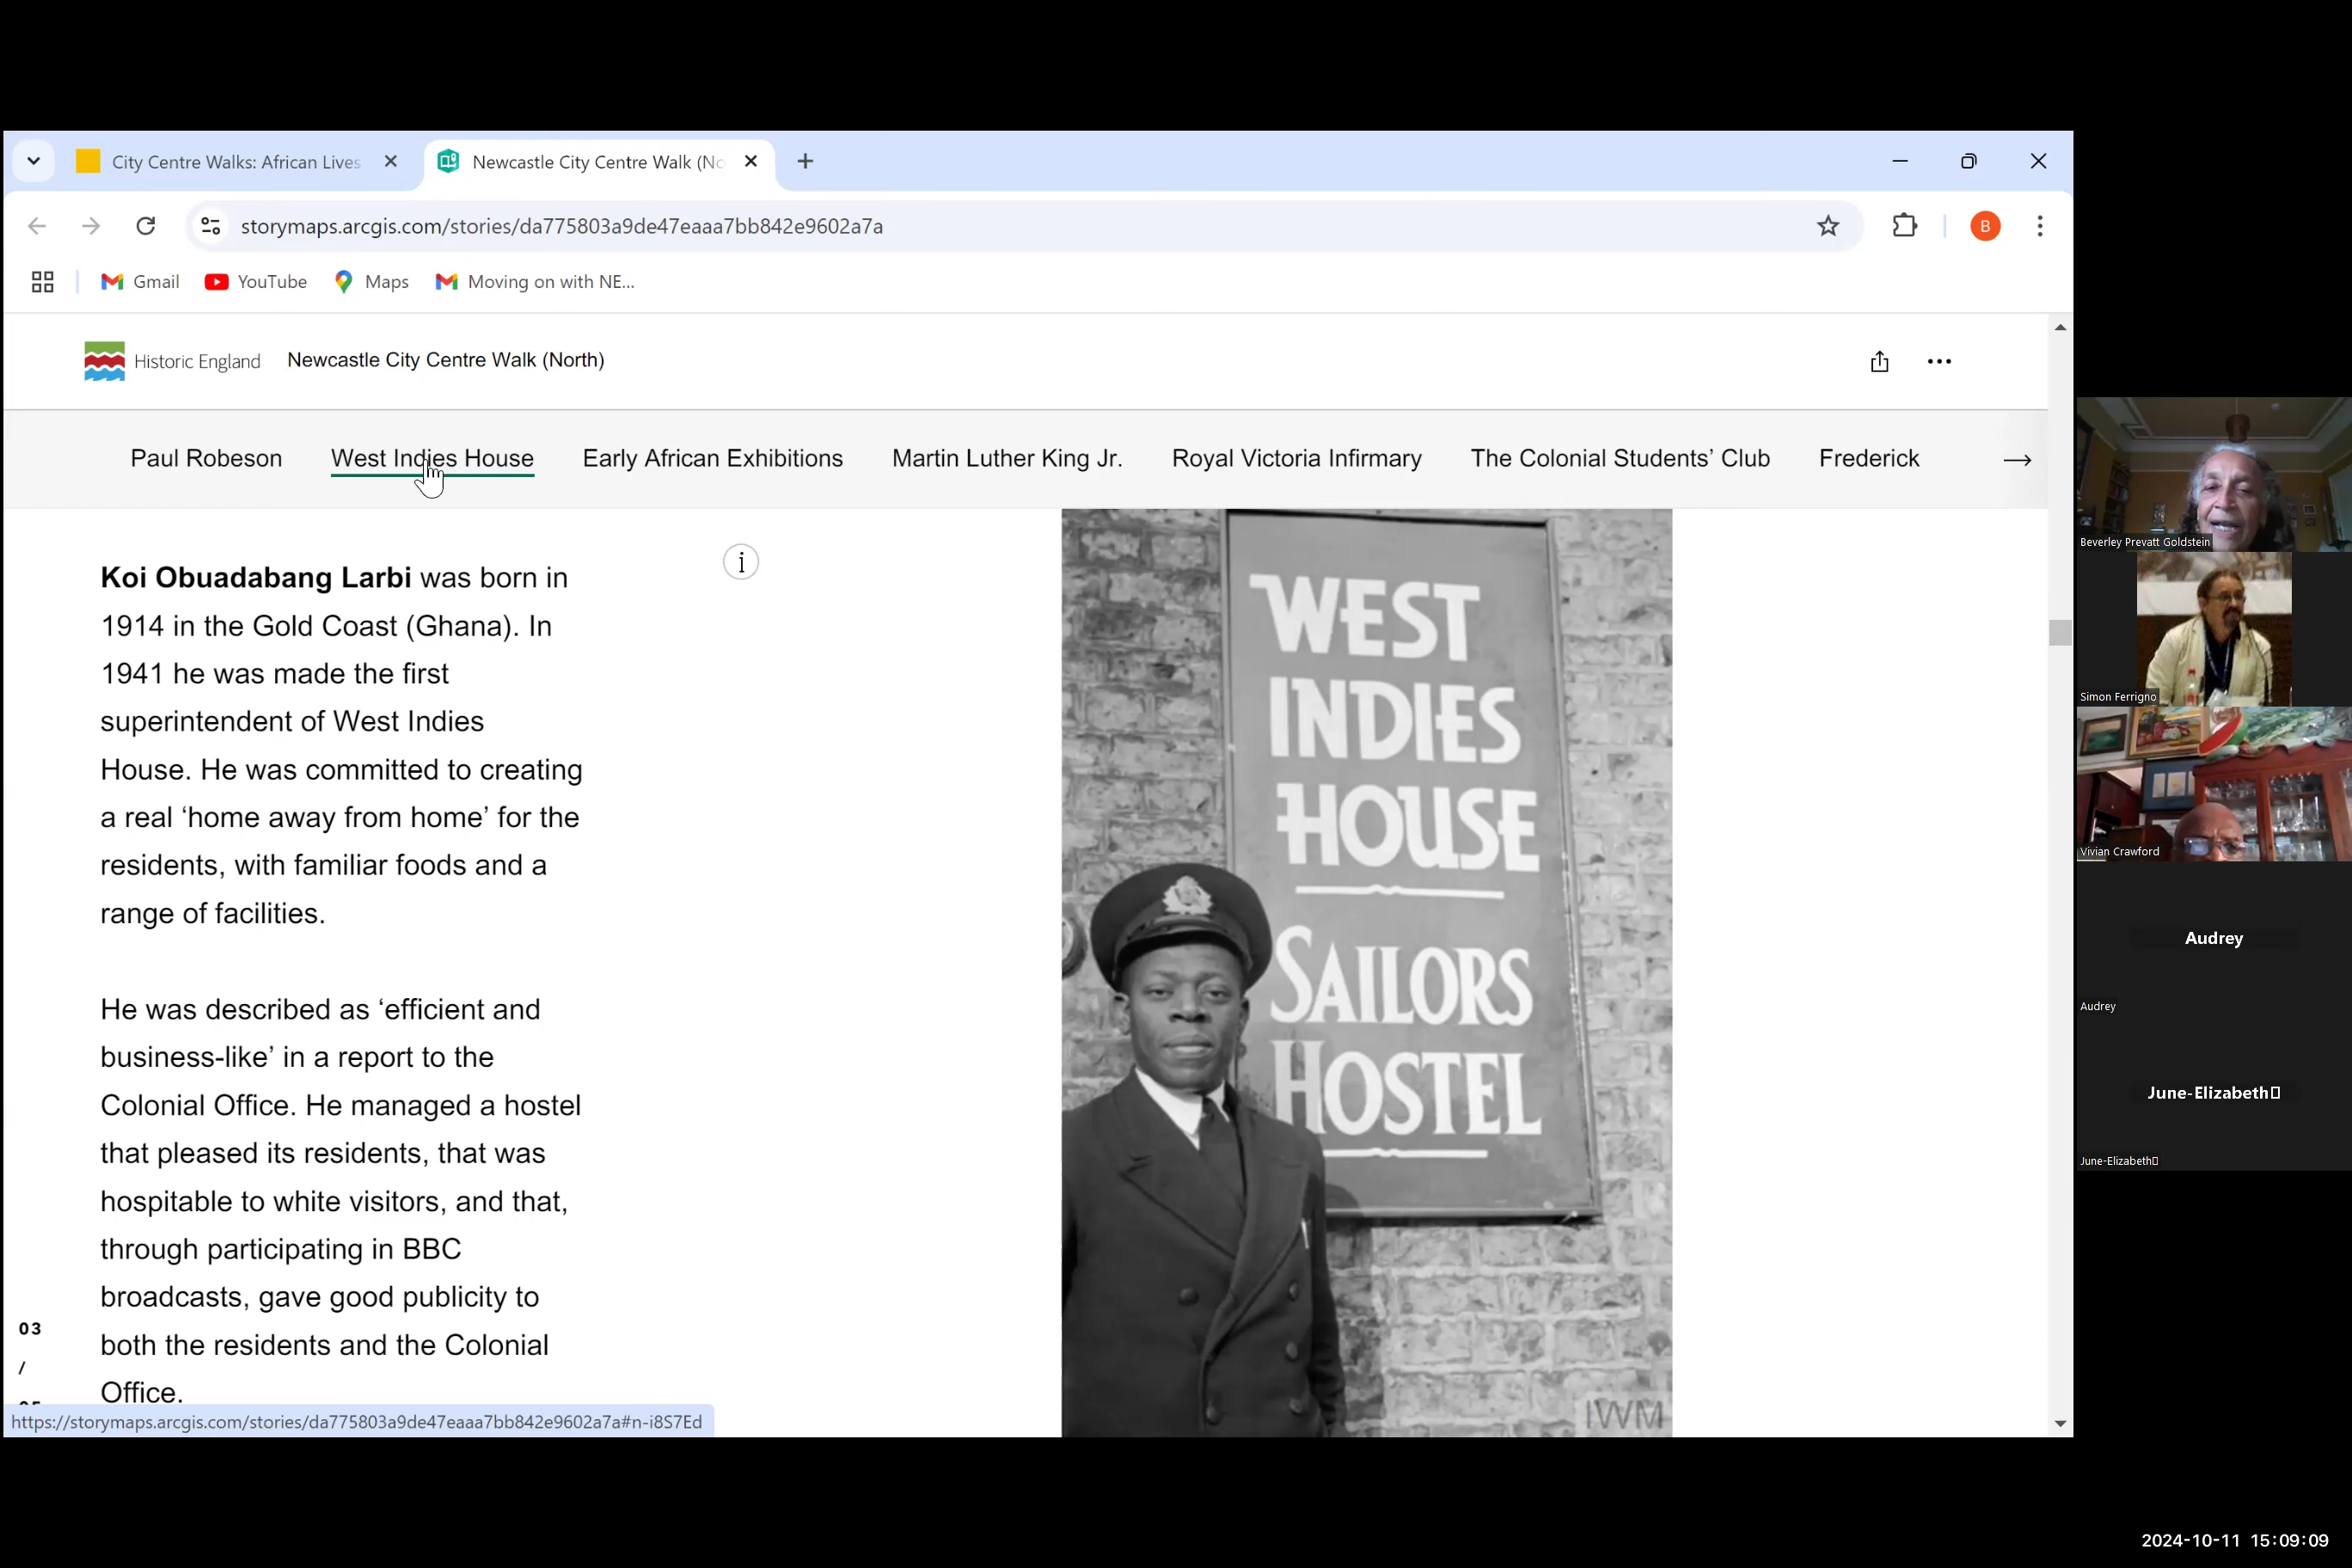 City Centre Walks: African Lives
Newcastle City Centre Walk (No
storymaps.arcgis.com/stories/da775803a9de47eaaa7bb842e9602a7a
B
Gmail
YouTube
Maps
Moving on with NE...
Historic England
Newcastle City Centre Walk (North)
Paul Robeson
West Indies House
Early African Exhibitions
Martin Luther King Jr.
Royal Victoria Infirmary
The Colonial Students’ Club
Frederick
Koi Obuadabang Larbi was born in
1914 in the Gold Coast (Ghana). In
1941 he was made the first
superintendent of West Indies
House. He was committed to creating
a real ‘home away from home’ for the
residents, with familiar foods and a
range of facilities.
He was described as ‘efficient and
business-like’ in a report to the
Colonial Office. He managed a hostel
that pleased its residents, that was
hospitable to white visitors, and that,
through participating in BBC
broadcasts, gave good publicity to
both the residents and the Colonial
Office.
03
/
https://storymaps.arcgis.com/stories/da775803a9de47eaaa7bb842e9602a7a#n-i8S7Ed
i
WEST
INDIES
HOUSE
SAILORS
HOSTEL
IWM
Beverley Prevatt Goldstein
Simon Ferrigno
Vivian Crawford
Audrey
Audrey
June-Elizabeth
June-Elizabeth
2024-10-11 15:09:09